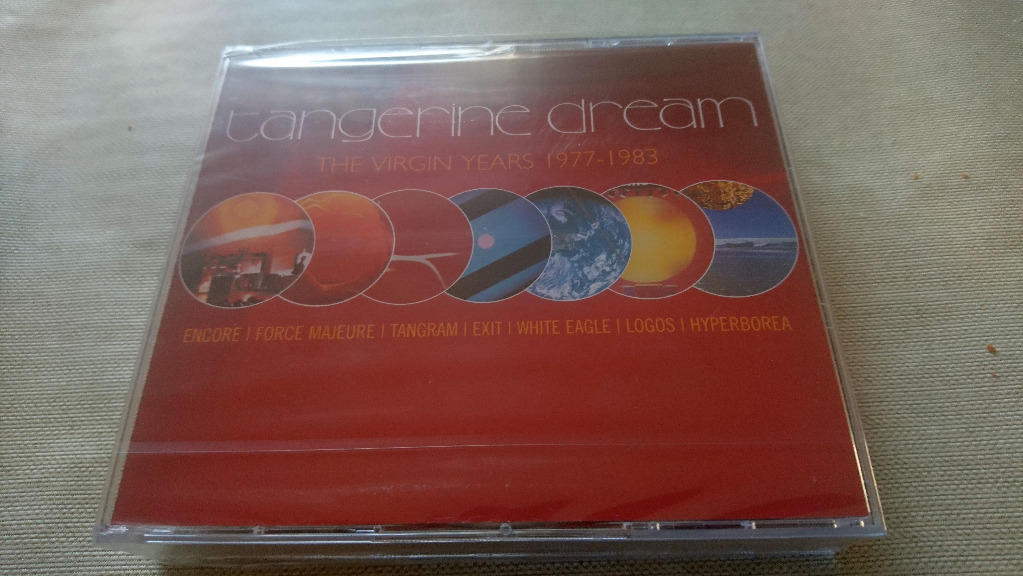 tangerine dream
THE VIRGIN YEARS 1977-1983
ENCORE | FORCE MAJEURE | TANGRAM | EXIT | WHITE EAGLE | LOGOS | HYPERBOREA